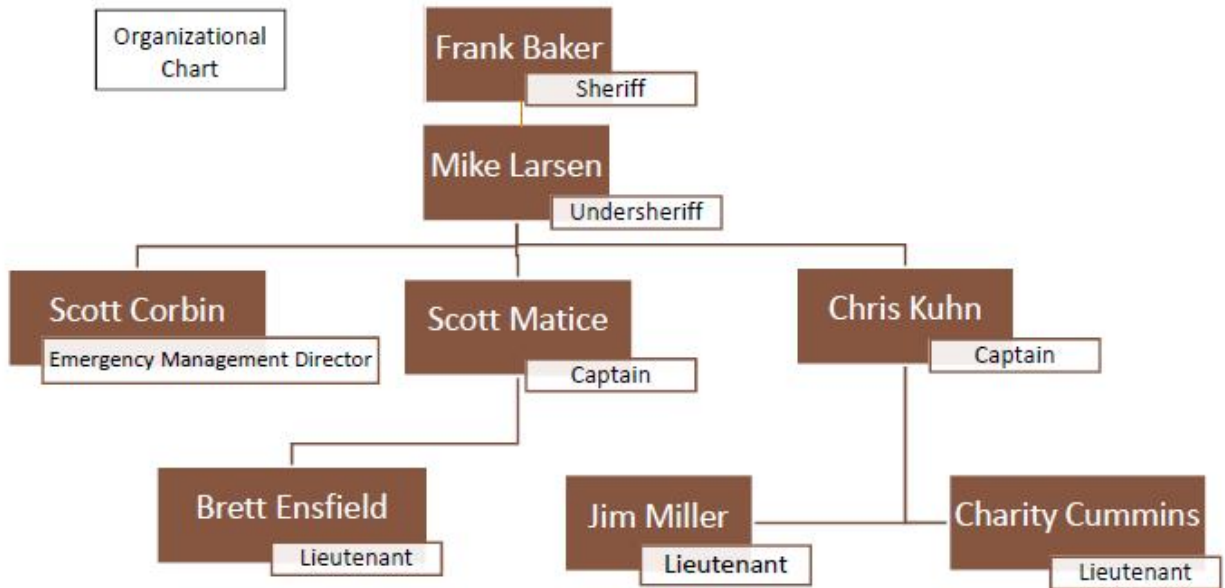 Organizational
Chart
Frank Baker
Sheriff
Mike Larsen
Undersheriff
Scott Corbin
Emergency Management Director
Scott Matice
Captain
Chris Kuhn
Captain
Brett Ensfield
Lieutenant
Jim Miller
Lieutenant
Charity Cummins
Lieutenant